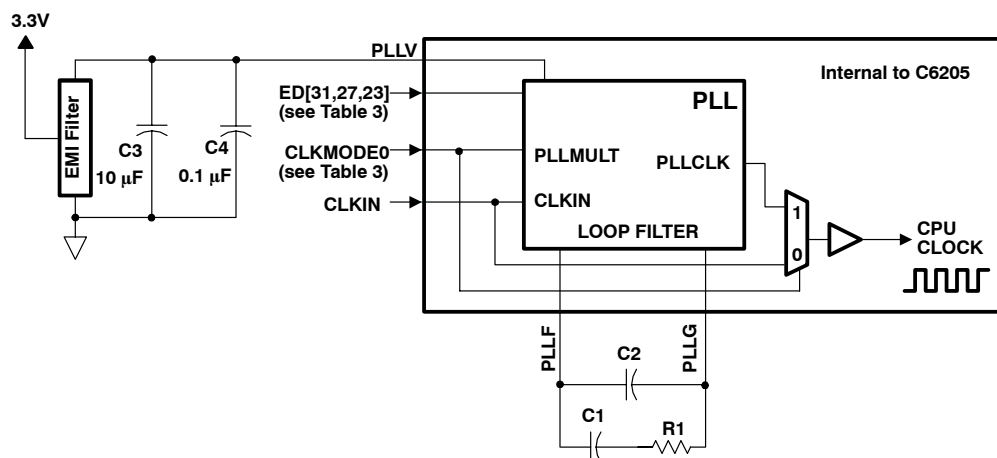 3.3V
PLLV
Internal to C6205
ED[31,27,23]
(see Table 3)
PLL
EMI Filter
C3
10 µF
C4
0.1 µF
CLKMODE0
(see Table 3)
PLLMULT
PLLCLK
CLKIN
CLKIN
LOOP FILTER
1
0
CPU
CLOCK
PLLF
PLLG
C2
C1
R1